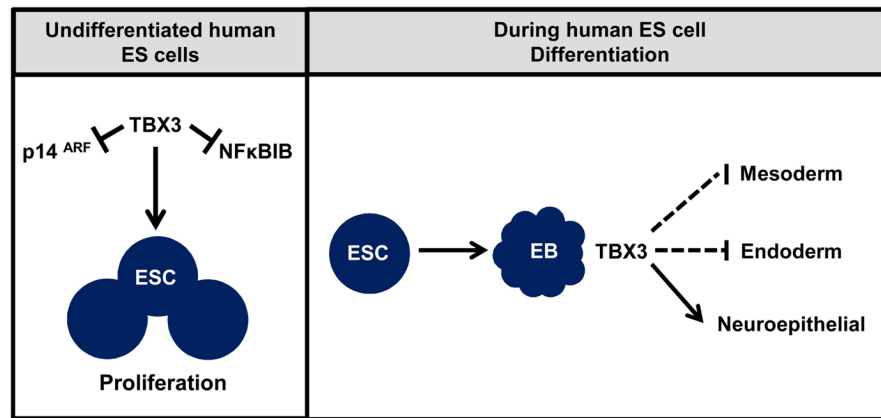 Undifferentiated human
ES cells
During human ES cell
Differentiation
TBX3
p14 ARF
NFκBIB
ESC
Proliferation
ESC
EB
TBX3
Mesoderm
Endoderm
Neuroepithelial